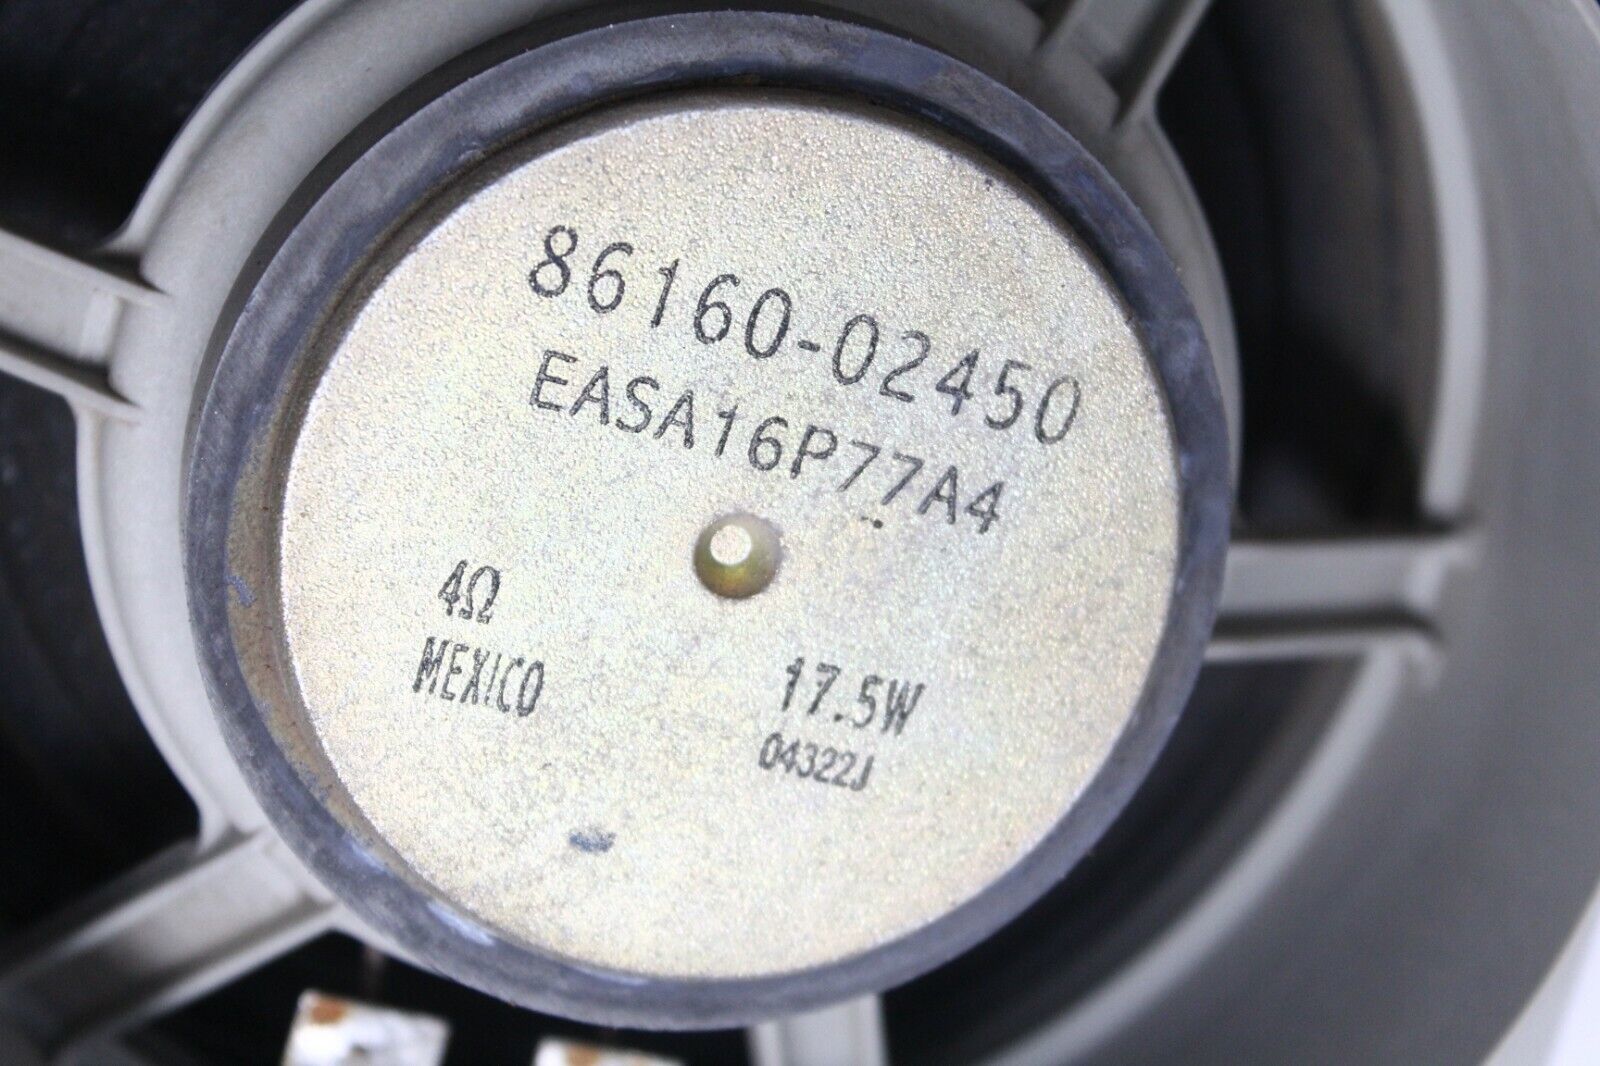 86160-02450
EASA16P77A4
4Ω
MEXICO
17.5W
04322J